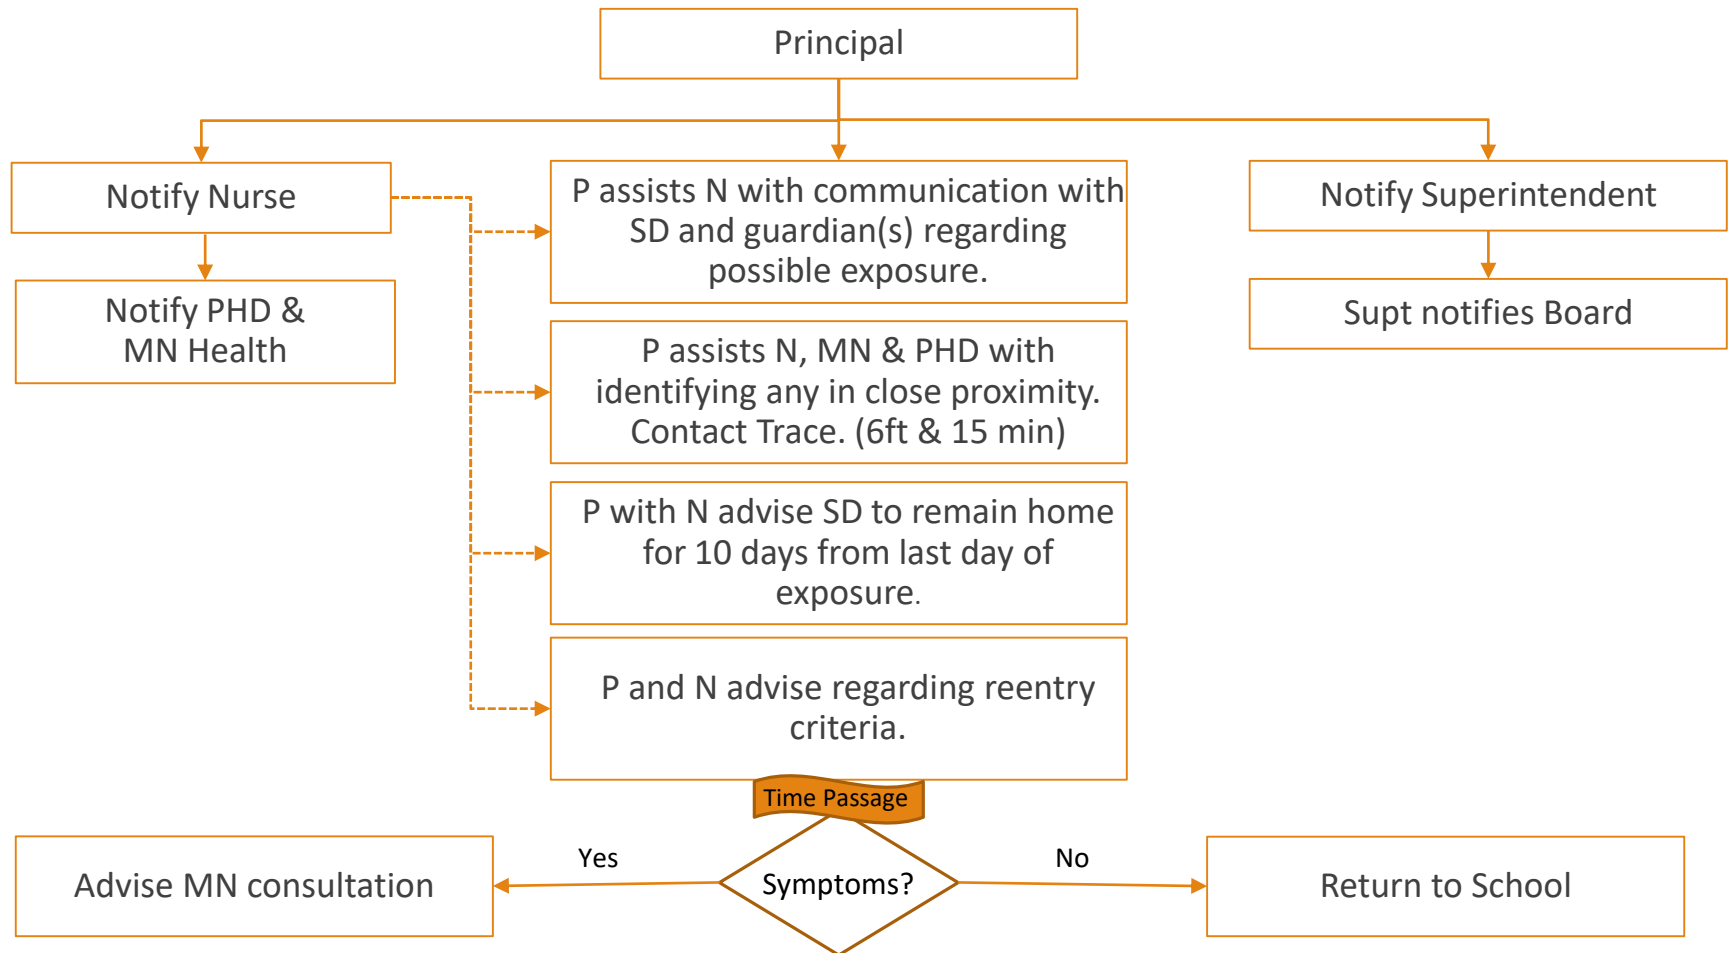 Principal
Notify Nurse
P assists N with communication with
SD and guardian(s) regarding
possible exposure.
Notify Superintendent
Notify PHD &
MN Health
Supt notifies Board
P assists N, MN & PHD with
identifying any in close proximity.
Contact Trace. (6ft & 15 min)
P with N advise SD to remain home
for 10 days from last day of
exposure.
P and N advise regarding reentry
criteria.
Time Passage
Yes
No
Advise MN consultation
Symptoms?
Return to School